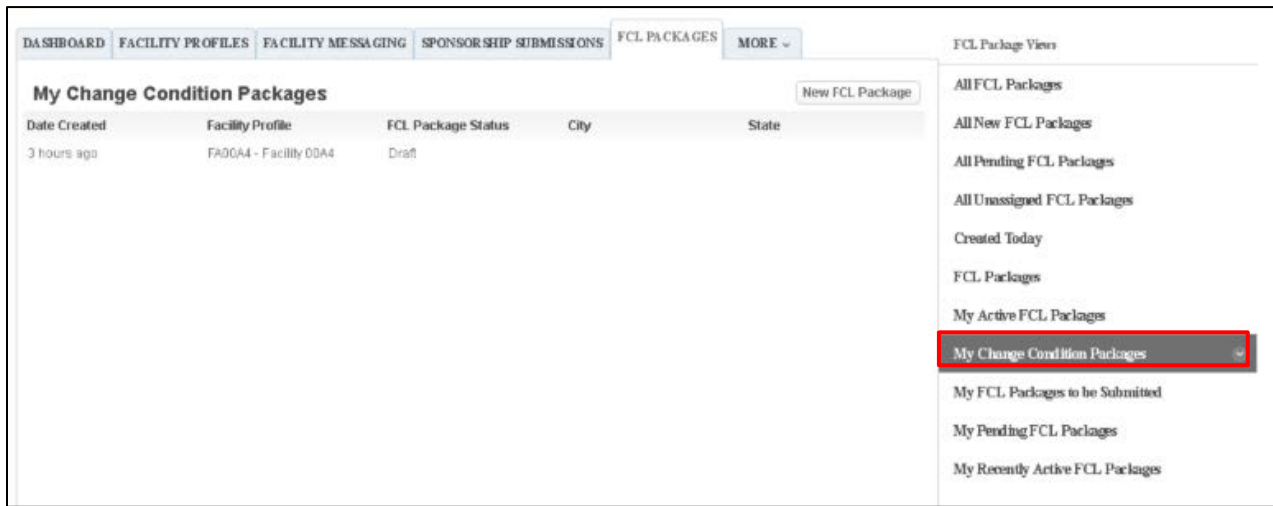 DASHBOARD FACILITY PROFILES FACILITY MESSAGING SPONSORSHIP SUBMISSIONS FCL PACKAGES MORE
My Change Condition Packages New FCL Package
Date Created Facility Profile FCL Package Status City State
3 hours ago FA00A4 - Facility 00A4 Draft
FCL Package Views
All FCL Packages
All New FCL Packages
All Pending FCL Packages
All Unassigned FCL Packages
Created Today
FCL Packages
My Active FCL Packages
My Change Condition Packages
My FCL Packages to be Submitted
My Pending FCL Packages
My Recently Active FCL Packages